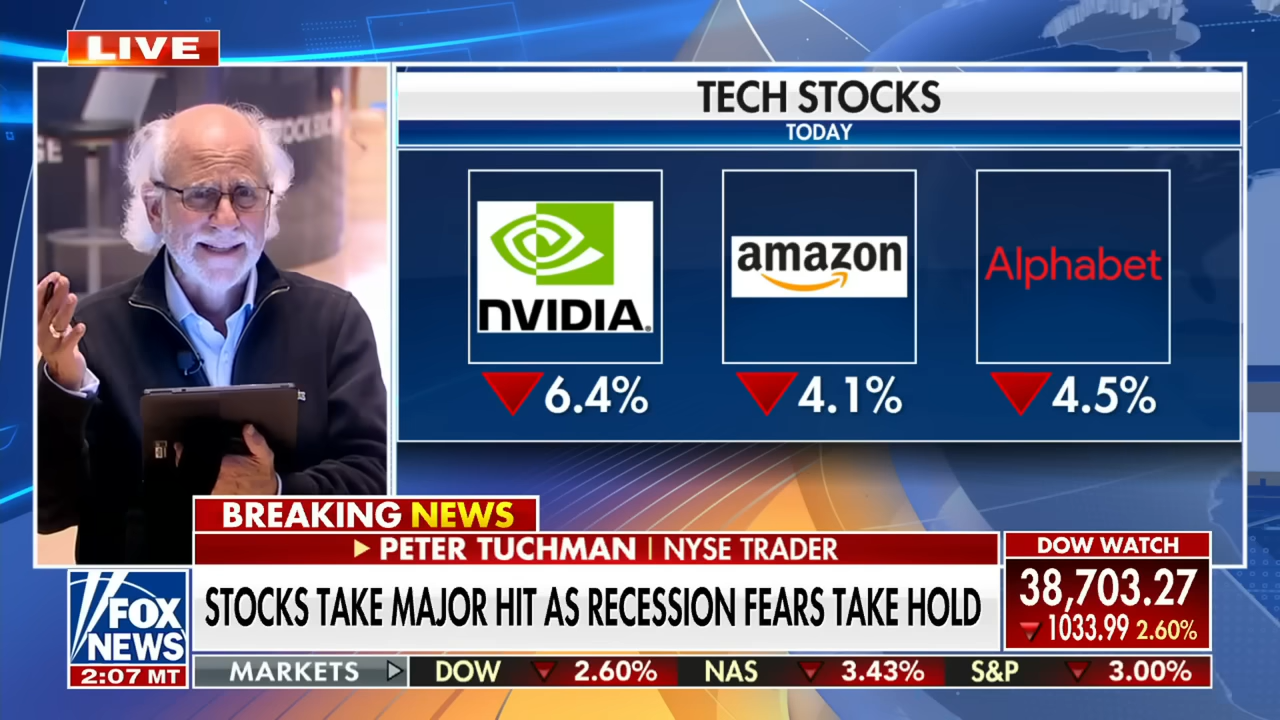 LIVE
TECH STOCKS
TODAY
NVIDIA.
amazon
Alphabet
6.4%
4.1%
4.5%
BREAKING NEWS
PETER TUCHMAN | NYSE TRADER
STOCKS TAKE MAJOR HIT AS RECESSION FEARS TAKE HOLD
DOW WATCH
38,703.27
1033.99 2.60%
FOX
NEWS
2:07 MT
MARKETS DOW 2.60% NAS 3.43% S&P 3.00%